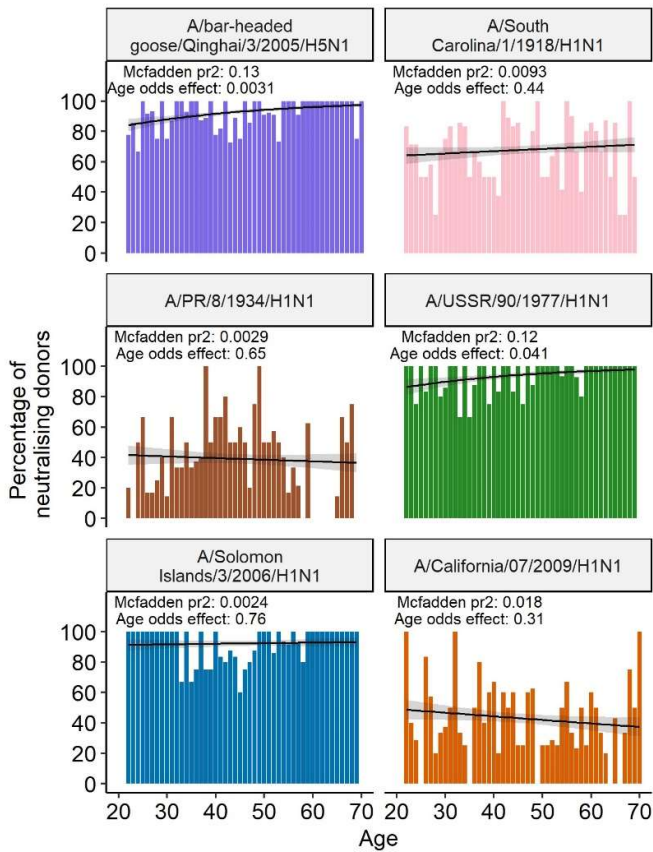 A/bar-headed
goose/Qinghai/3/2005/H5N1
A/South
Carolina/1/1918/H1N1
Mcfadden pr2: 0.13
Age odds effect: 0.0031
Mcfadden pr2: 0.0093
Age odds effect: 0.44
100
80
60
40
20
0
A/PR/8/1934/H1N1
A/USSR/90/1977/H1N1
Mcfadden pr2: 0.0029
Age odds effect: 0.65
Mcfadden pr2: 0.12
Age odds effect: 0.041
100
80
60
40
20
0
Percentage of
neutralising donors
A/Solomon
Islands/3/2006/H1N1
A/California/07/2009/H1N1
Mcfadden pr2: 0.0024
Age odds effect: 0.76
Mcfadden pr2: 0.018
Age odds effect: 0.31
100
80
60
40
20
0
20 30 40 50 60 70
20 30 40 50 60 70
Age